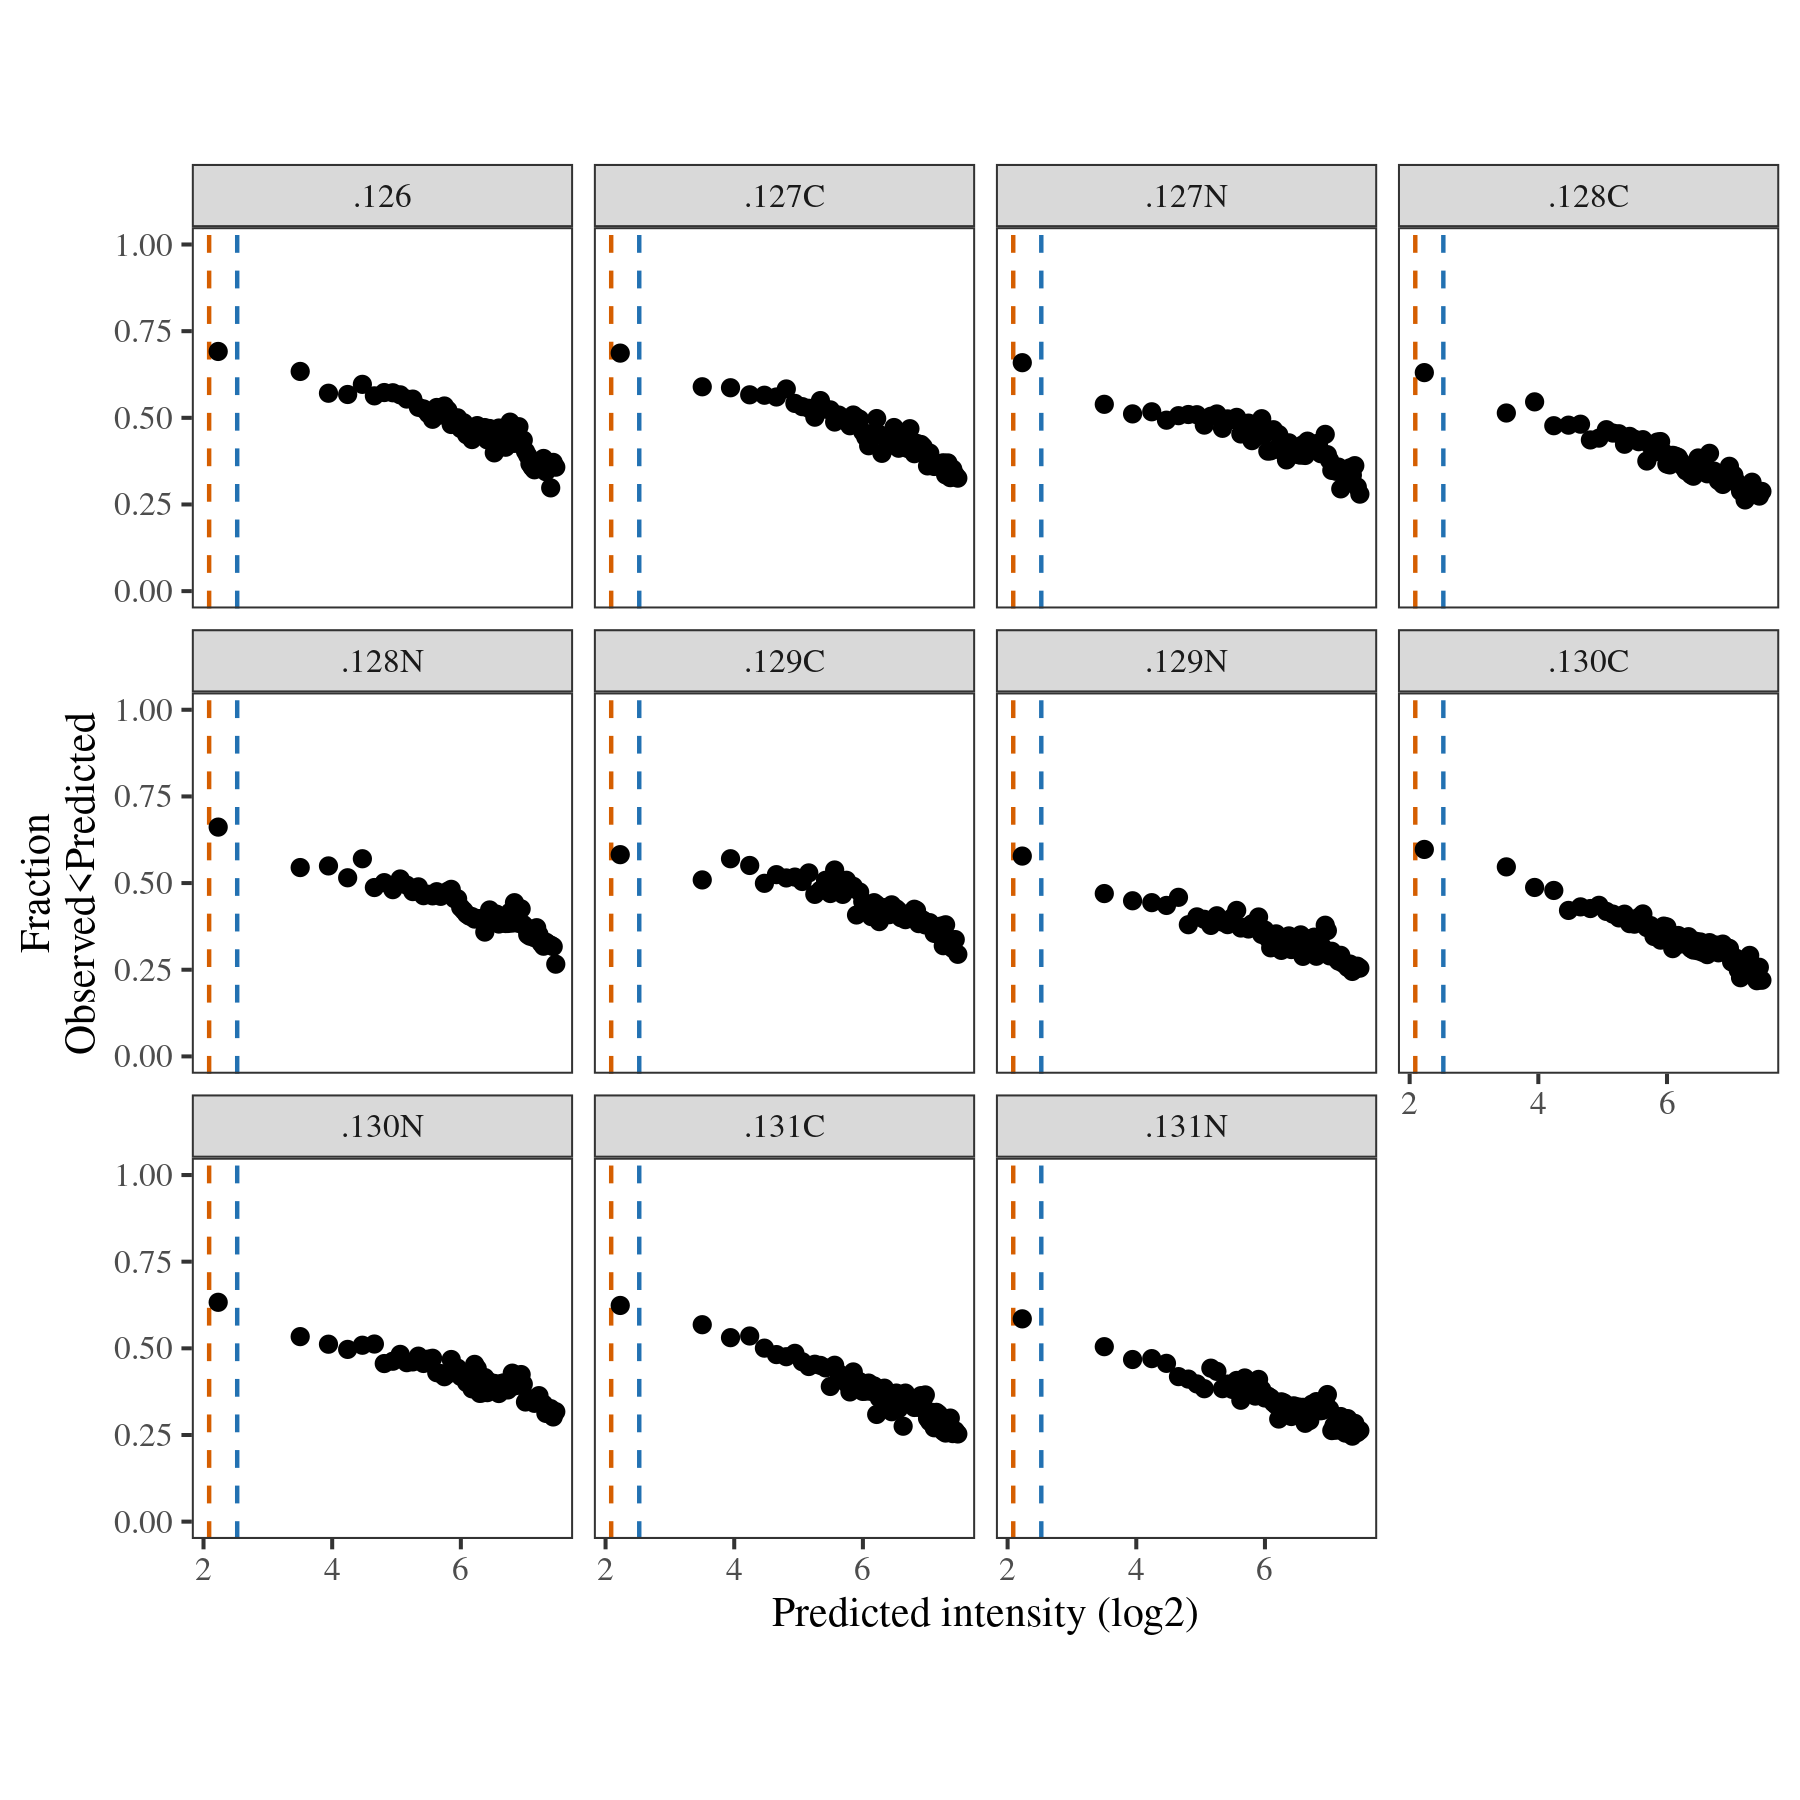 .126
.127C
.127N
.128C
1.00
0.75
0.50
0.25
0.00
.128N
.129C
.129N
.130C
1.00
0.75
0.50
0.25
0.00
2
4
6
.130N
.131C
.131N
1.00
0.75
0.50
0.25
0.00
2
4
6
2
4
6
2
4
6
Predicted intensity (log2)
Fraction
Observed<Predicted